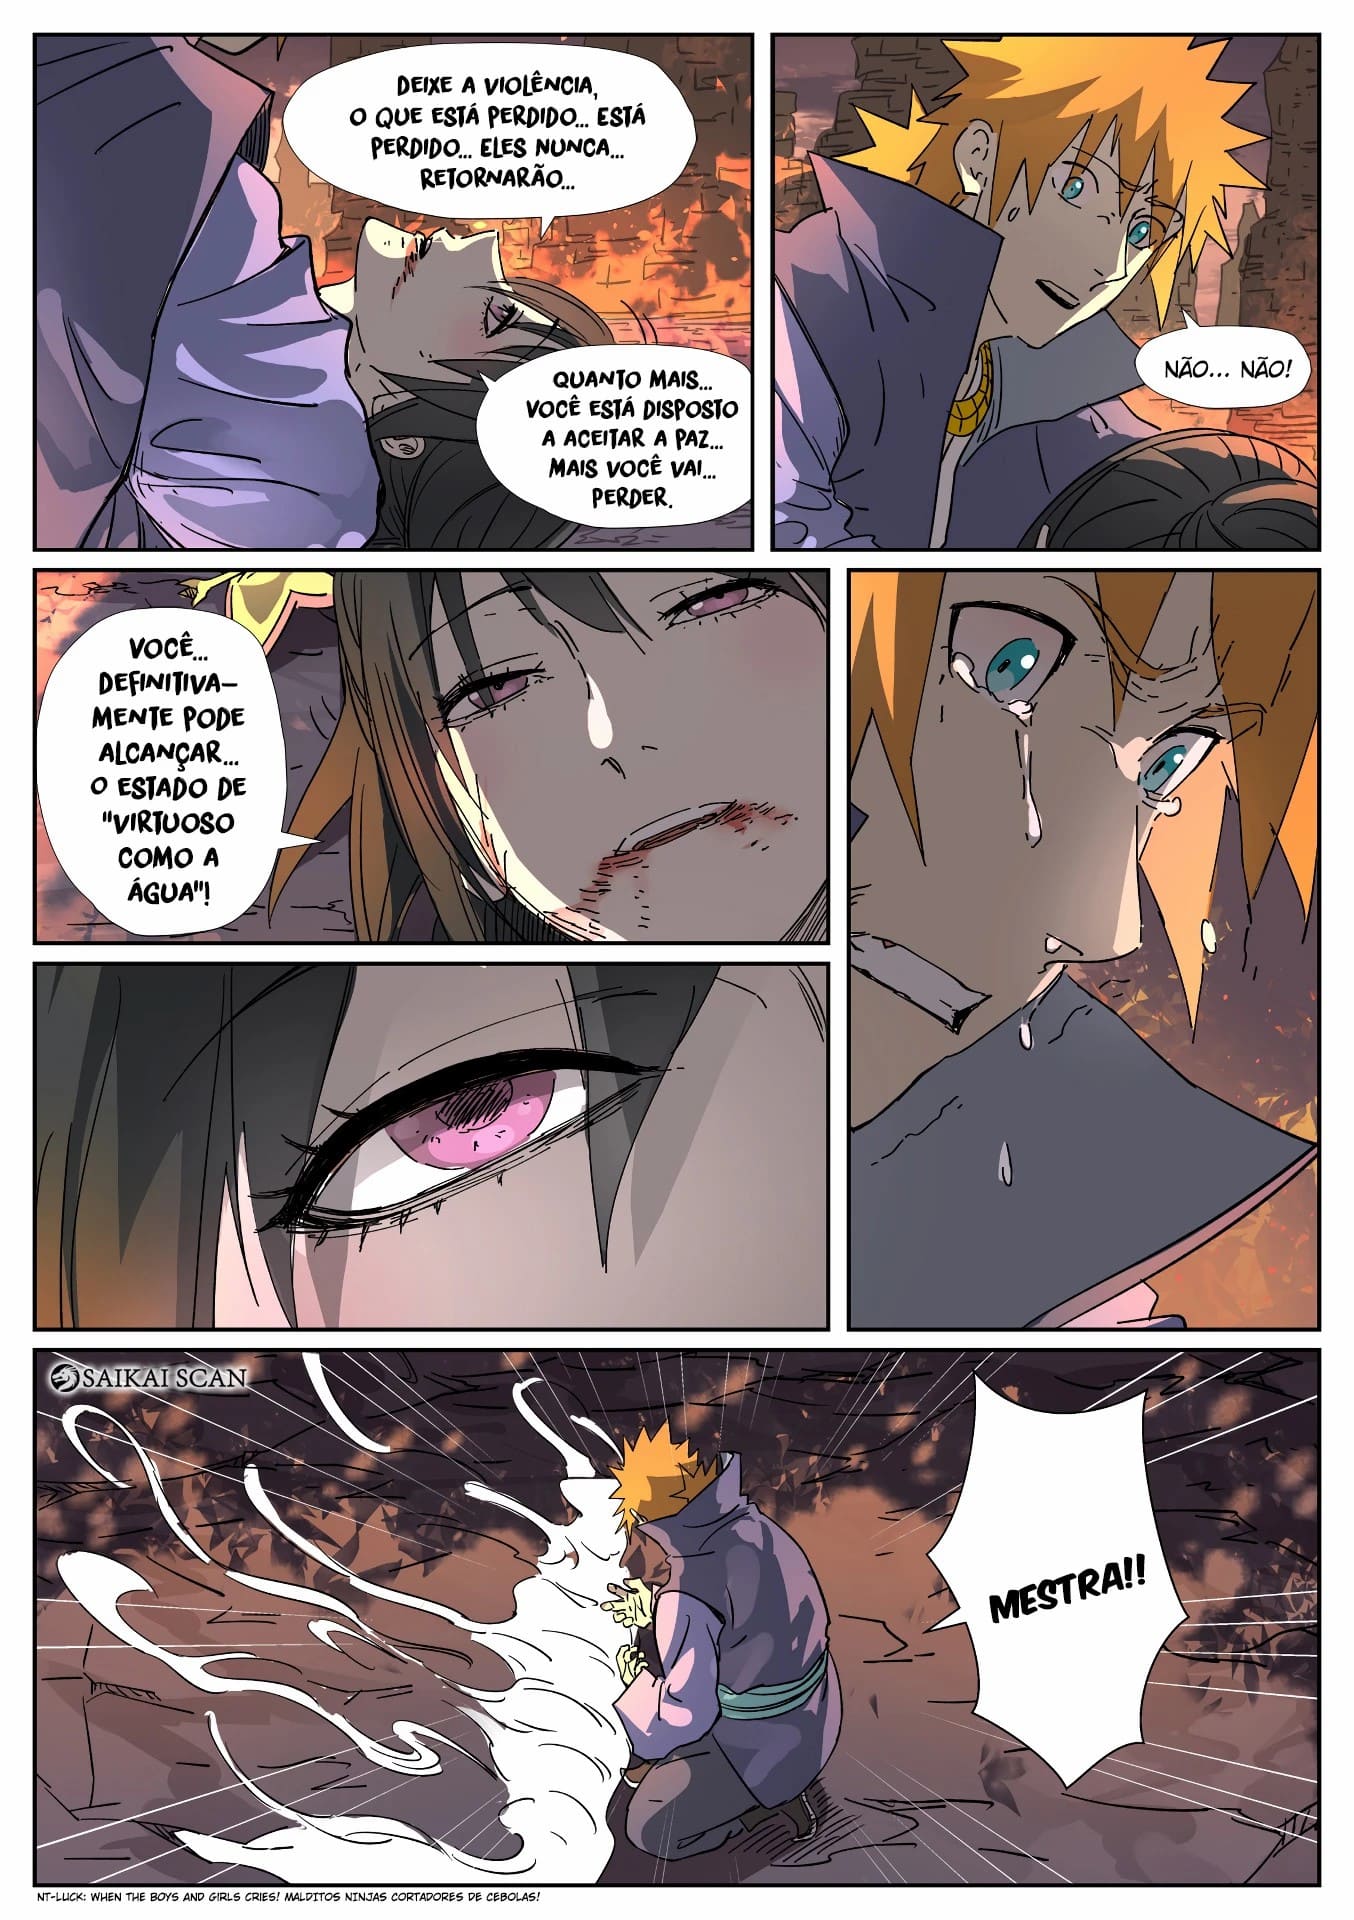 DEIXE A VIOLÊNCIA,
O QUE ESTÁ PERDIDO... ESTÁ
PERDIDO... ELES NUNCA...
RETORNARÃO...
QUANTO MAIS...
VOCÊ ESTÁ DISPOSTO
A ACEITAR A PAZ...
MAIS VOCÊ VAI...
PERDER.
NÃO... NÃO!
VOCÊ...
DEFINITIVA-
MENTE PODE
ALCANÇAR...
O ESTADO DE
"VIRTUOSO
COMO A
ÁGUA"!
SAIKAI SCAN
MESTRA!!
NT-LUCK: WHEN THE BOYS AND GIRLS CRIES! MALDITOS NINJAS CORTADORES DE CEBOLAS!